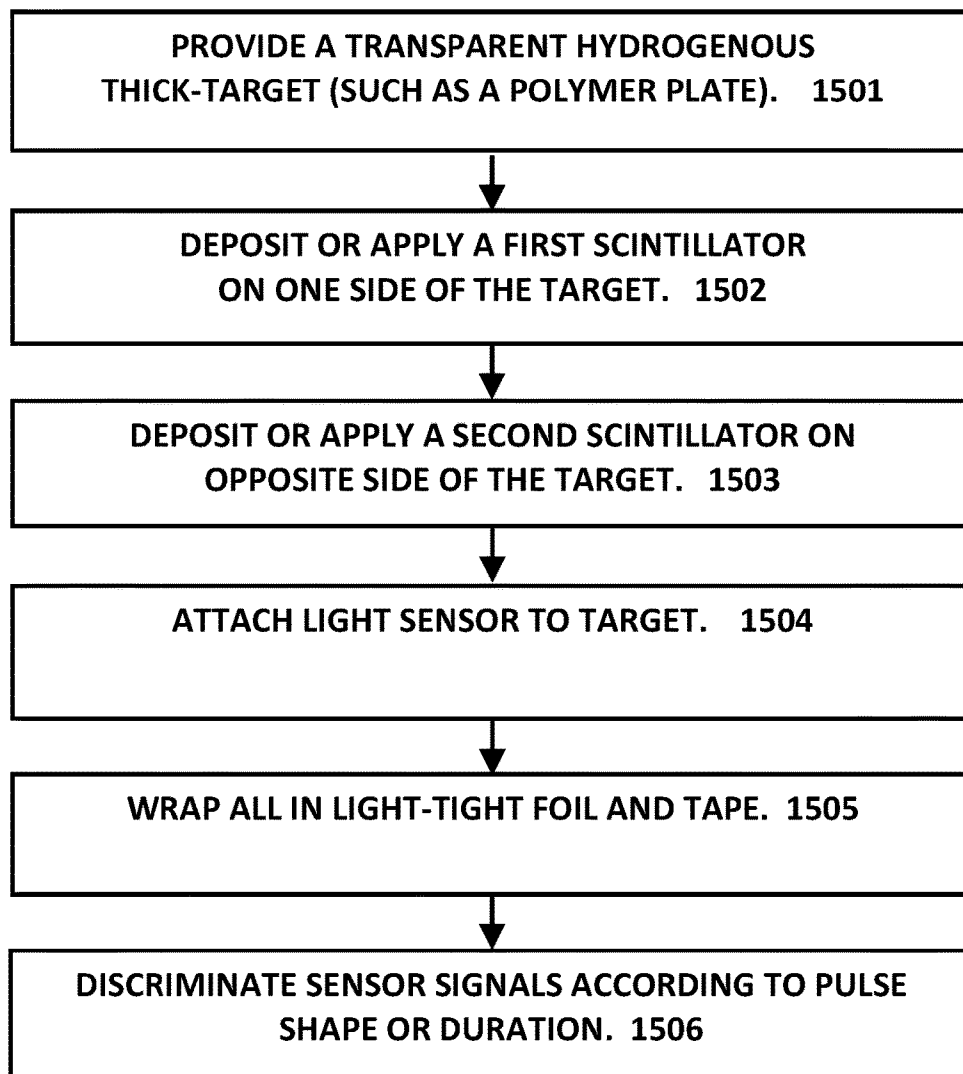 PROVIDE A TRANSPARENT HYDROGENOUS
THICK-TARGET (SUCH AS A POLYMER PLATE). 1501
DEPOSIT OR APPLY A FIRST SCINTILLATOR
ON ONE SIDE OF THE TARGET. 1502
DEPOSIT OR APPLY A SECOND SCINTILLATOR ON
OPPOSITE SIDE OF THE TARGET. 1503
ATTACH LIGHT SENSOR TO TARGET. 1504
WRAP ALL IN LIGHT-TIGHT FOIL AND TAPE. 1505
DISCRIMINATE SENSOR SIGNALS ACCORDING TO PULSE
SHAPE OR DURATION. 1506